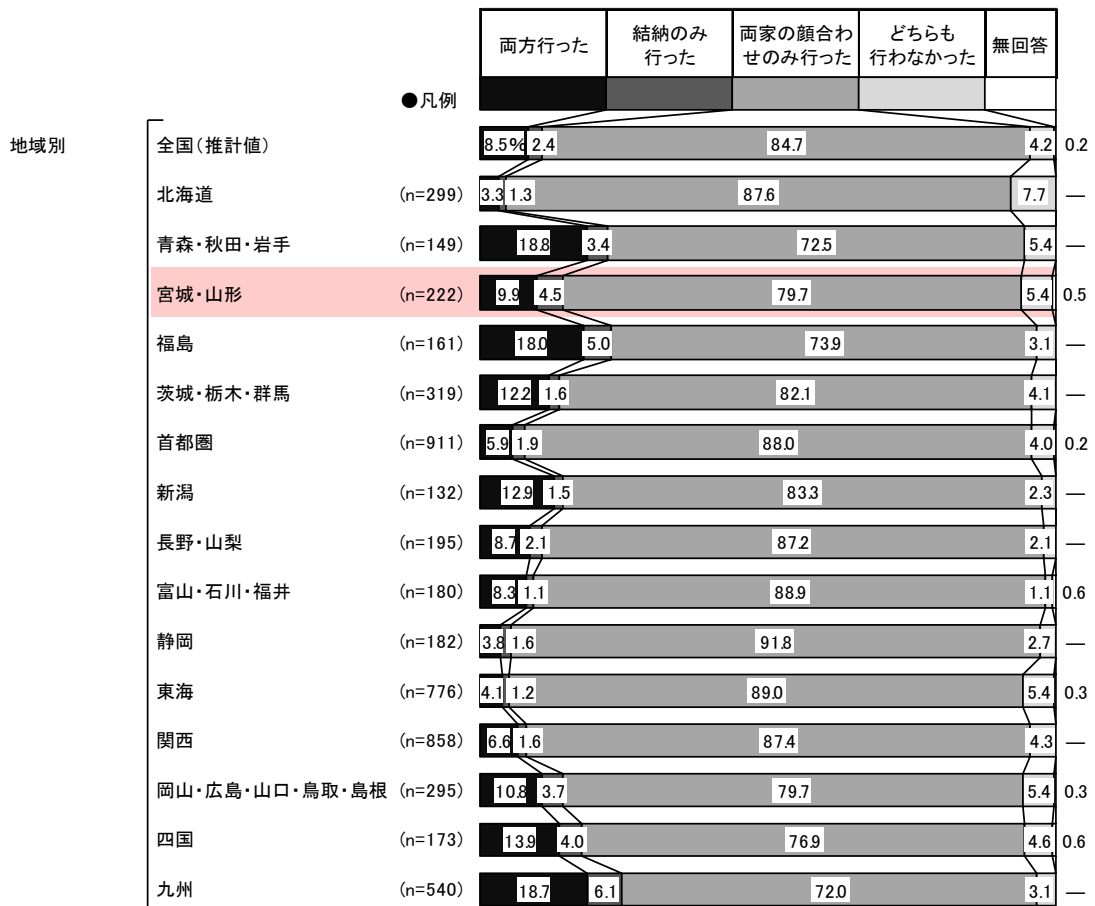 両方行った 結納のみ行った 両家の顔合わせのみ行った どちらも行わなかった 無回答
●凡例
地域別 全国(推計値) 8.5% 2.4 84.7 4.2 0.2
北海道 (n=299) 3.3 1.3 87.6 7.7 —
青森・秋田・岩手 (n=149) 18.8 3.4 72.5 5.4 —
宮城・山形 (n=222) 9.9 4.5 79.7 5.4 0.5
福島 (n=161) 18.0 5.0 73.9 3.1 —
茨城・栃木・群馬 (n=319) 12.2 1.6 82.1 4.1 —
首都圏 (n=911) 5.9 1.9 88.0 4.0 0.2
新潟 (n=132) 12.9 1.5 83.3 2.3 —
長野・山梨 (n=195) 8.7 2.1 87.2 2.1 —
富山・石川・福井 (n=180) 8.3 1.1 88.9 1.1 0.6
静岡 (n=182) 3.8 1.6 91.8 2.7 —
東海 (n=776) 4.1 1.2 89.0 5.4 0.3
関西 (n=858) 6.6 1.6 87.4 4.3 —
岡山・広島・山口・鳥取・島根 (n=295) 10.8 3.7 79.7 5.4 0.3
四国 (n=173) 13.9 4.0 76.9 4.6 0.6
九州 (n=540) 18.7 6.1 72.0 3.1 —